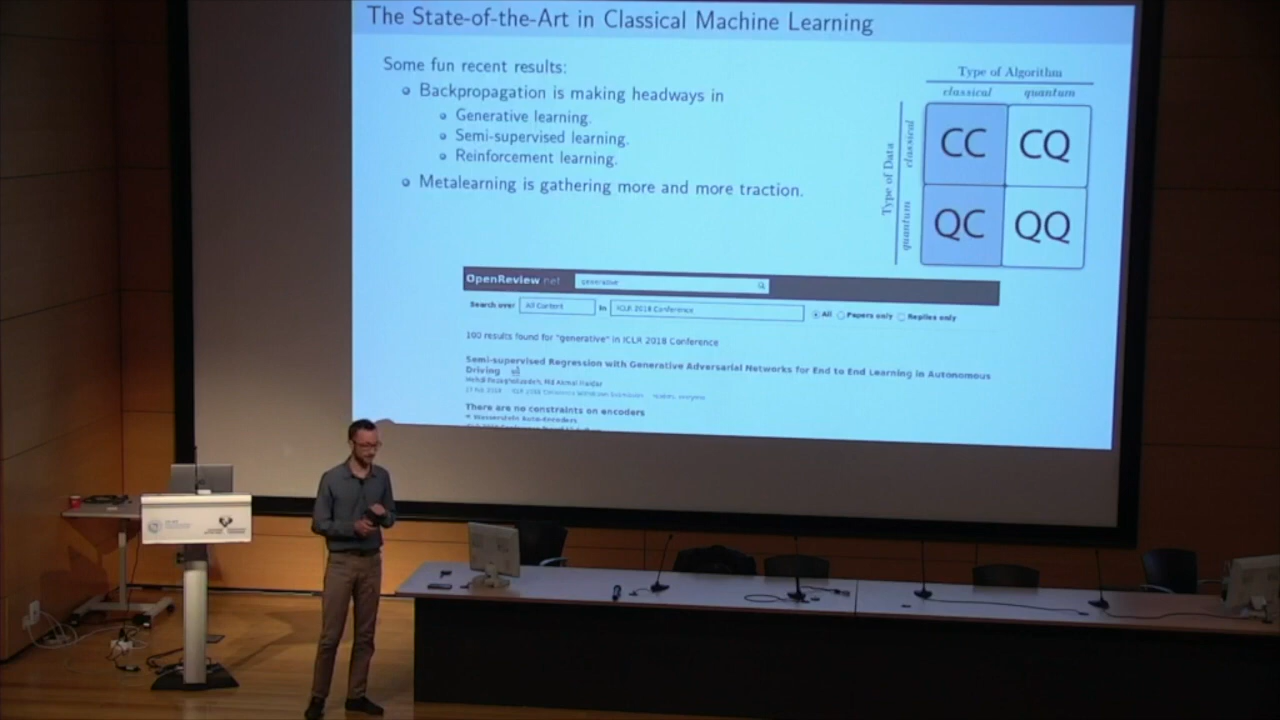 The State-of-the-Art in Classical Machine Learning
Some fun recent results:
Backpropagation is making headways in
Generative learning.
Semi-supervised learning.
Reinforcement learning.
Metalearning is gathering more and more traction.
Type of Algorithm
classical quantum
Type of Data
classical
quantum
CC CQ
QC QQ
OpenReview.net generative
Search over All Content in ICLR 2018 Conference All Papers only Replies only
100 results found for "generative" in ICLR 2018 Conference
Semi-supervised Regression with Generative Adversarial Networks for End to End Learning in Autonomous
Driving
There are no constraints on encoders
Wasserstein Auto-Encoders